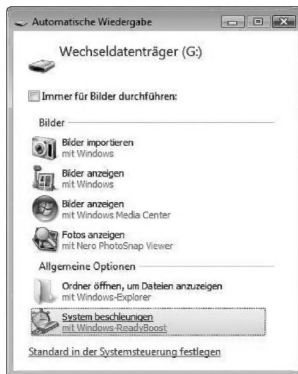 Automatische Wiedergabe
Wechseldatenträger (G:)
Immer für Bilder durchführen:
Bilder
Bilder importieren
mit Windows
Bilder anzeigen
mit Windows
Bilder anzeigen
mit Windows Media Center
Fotos anzeigen
mit Nero PhotoSnap Viewer
Allgemeine Optionen
Ordner öffnen, um Dateien anzuzeigen
mit Windows-Explorer
System beschleunigen
mit Windows-ReadyBoost
Standard in der Systemsteuerung festlegen